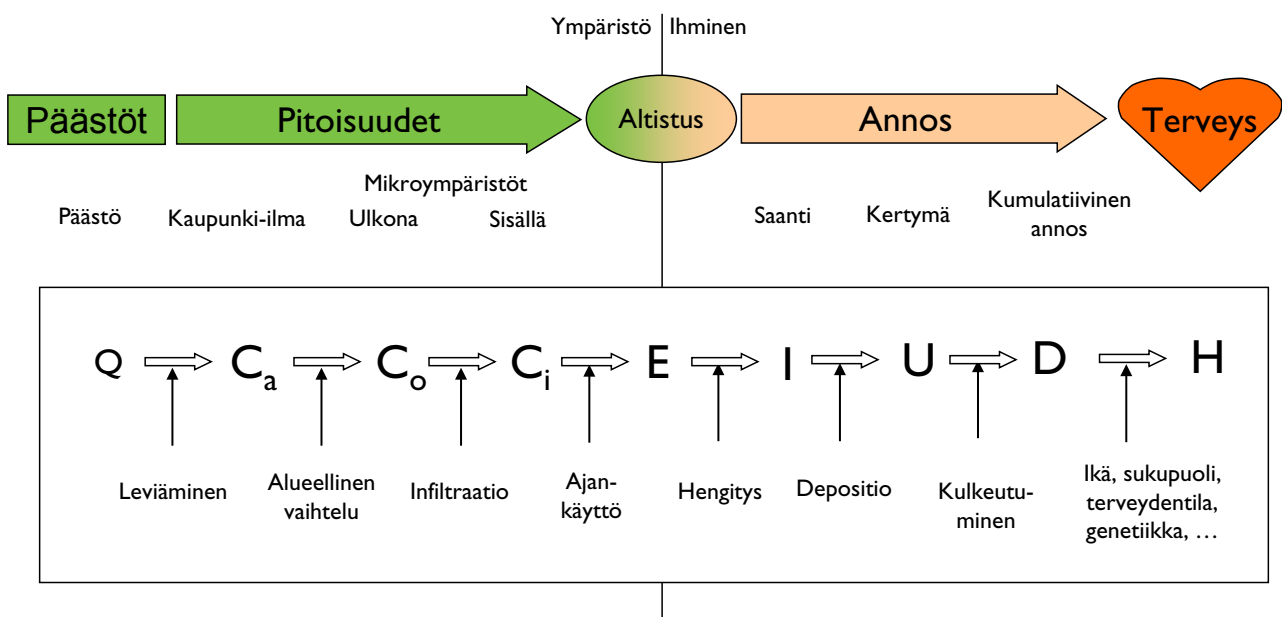 Ympäristö Ihminen
Päästöt
Pitoisuudet
Altistus
Annos
Terveys
Mikroympäristöt
Päästö
Kaupunki-ilma
Ulkona
Sisällä
Saanti
Kertymä
Kumulatiivinen
annos
Q Ca Co Ci E I U D H
Leviäminen
Alueellinen
vaihtelu
Infiltraatio
Ajan-
käyttö
Hengitys
Depositio
Kulkeutu-
minen
Ikä, sukupuoli,
terveydentila,
genetiikka, …